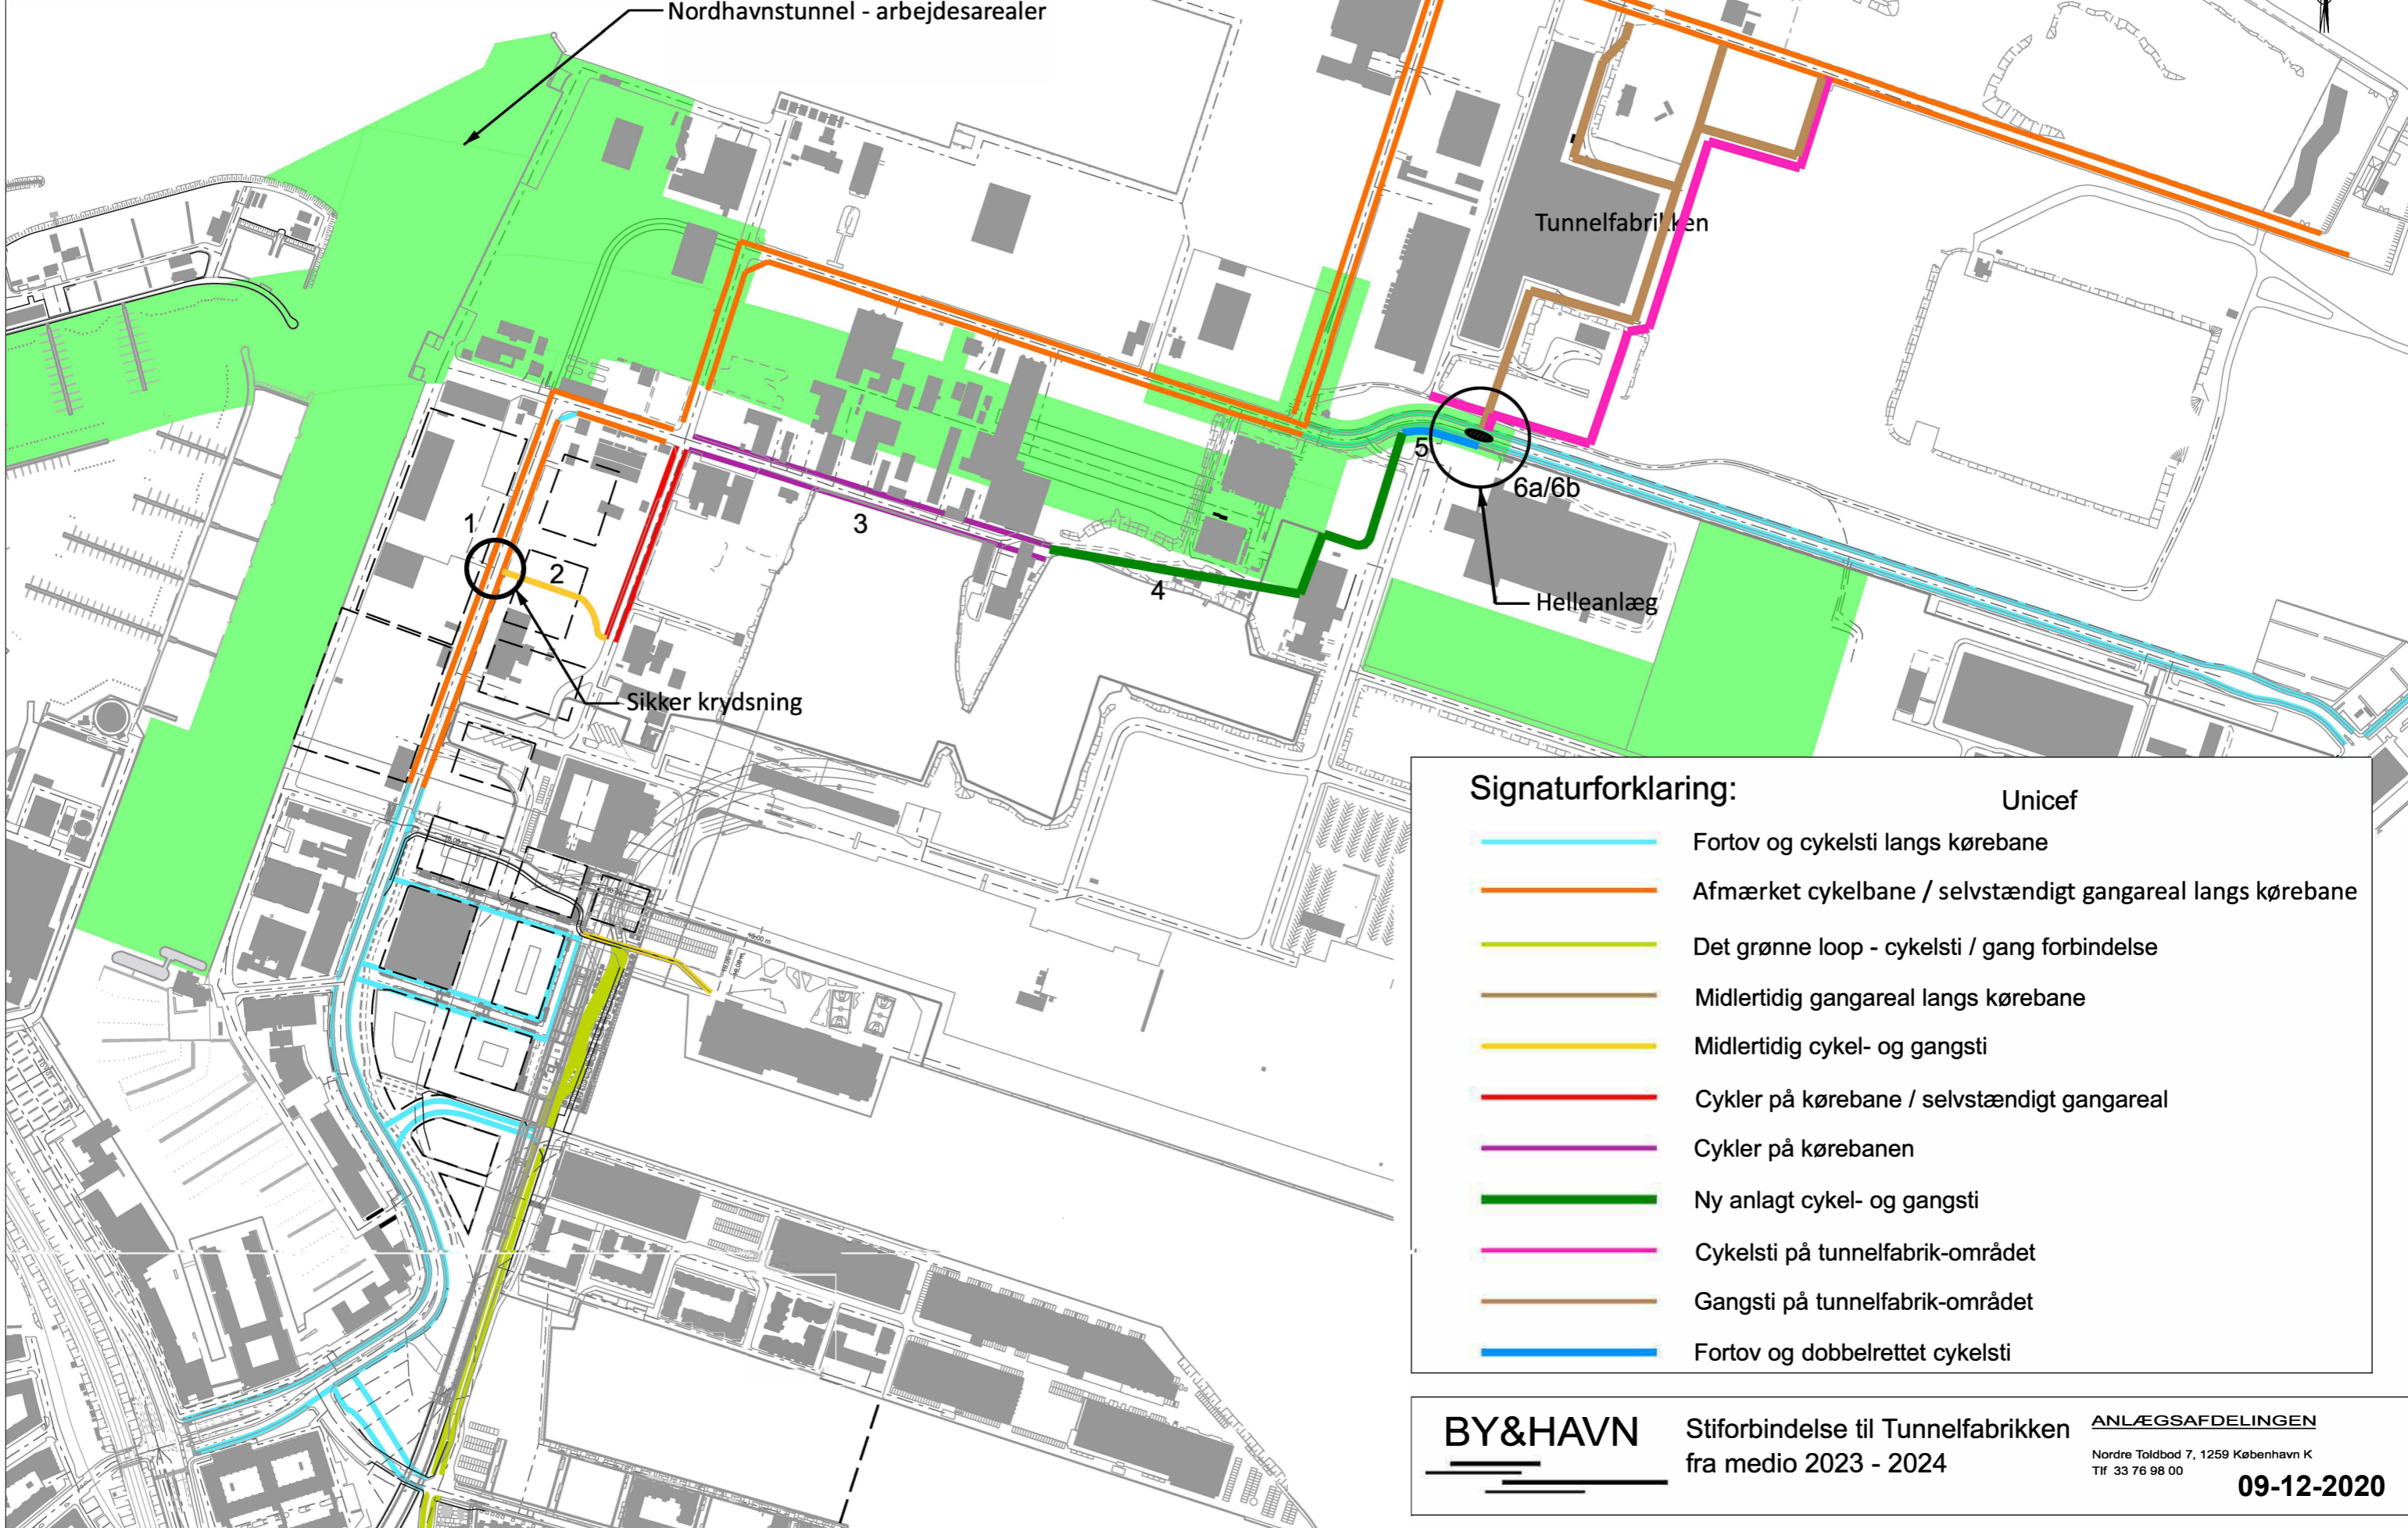 Nordhavnstunnel - arbejdesarealer
Tunnelfabrikken
1
2
3
4
5
6a/6b
Helleanlæg
Sikker krydsning
Signaturforklaring:
Unicef
Fortov og cykelsti langs kørebane
Afmærket cykelbane / selvstændigt gangareal langs kørebane
Det grønne loop - cykelsti / gang forbindelse
Midlertidig gangareal langs kørebane
Midlertidig cykel- og gangsti
Cykler på kørebane / selvstændigt gangareal
Cykler på kørebanen
Ny anlagt cykel- og gangsti
Cykelsti på tunnelfabrik-området
Gangsti på tunnelfabrik-området
Fortov og dobbelrettet cykelsti
BY&HAVN
Stiforbindelse til Tunnelfabrikken
fra medio 2023 - 2024
ANLÆGSAFDELINGEN
Nordre Toldbod 7, 1259 København K
Tlf 33 76 98 00
09-12-2020